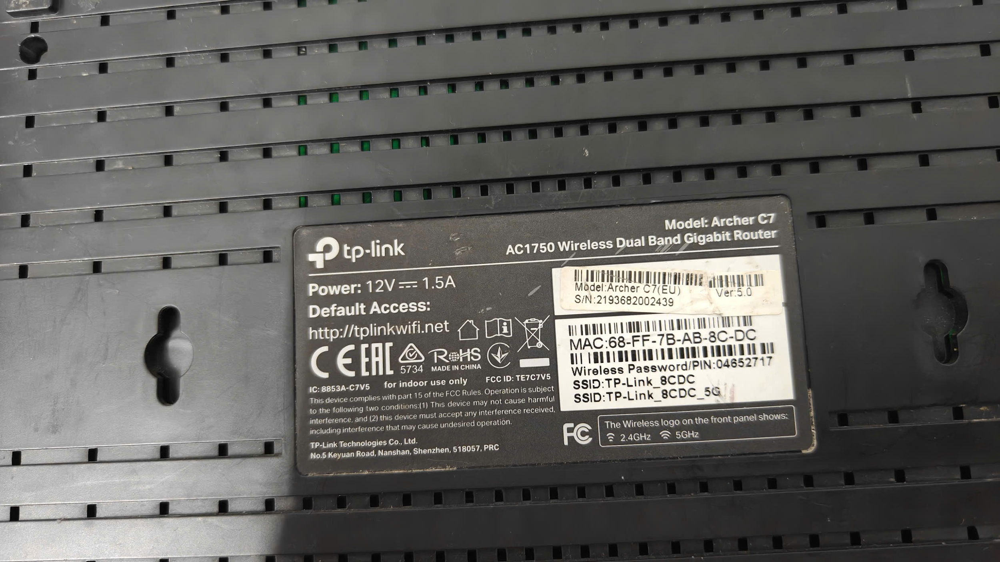 tp-link
Model: Archer C7
AC1750 Wireless Dual Band Gigabit Router
Power: 12V 1.5A
Default Access:
http://tplinkwifi.net
CE EAC 5734 RoHS
MADE IN CHINA
IC: 8853A-C7V5 for indoor use only FCC ID: TE7C7V5
This device complies with part 15 of the FCC Rules. Operation is subject
to the following two conditions:(1) This device may not cause harmful
interference, and (2) this device must accept any interference received,
including interference that may cause undesired operation.
TP-Link Technologies Co., Ltd.
No.5 Keyuan Road, Nanshan, Shenzhen, 518057, PRC
Model:Archer C7(EU) Ver:5.0
S/N:2193682002439
MAC:68-FF-7B-AB-8C-DC
Wireless Password/PIN:04652717
SSID:TP-Link_8CDC
SSID:TP-Link_8CDC_5G
FC
The Wireless logo on the front panel shows:
2.4GHz 5GHz